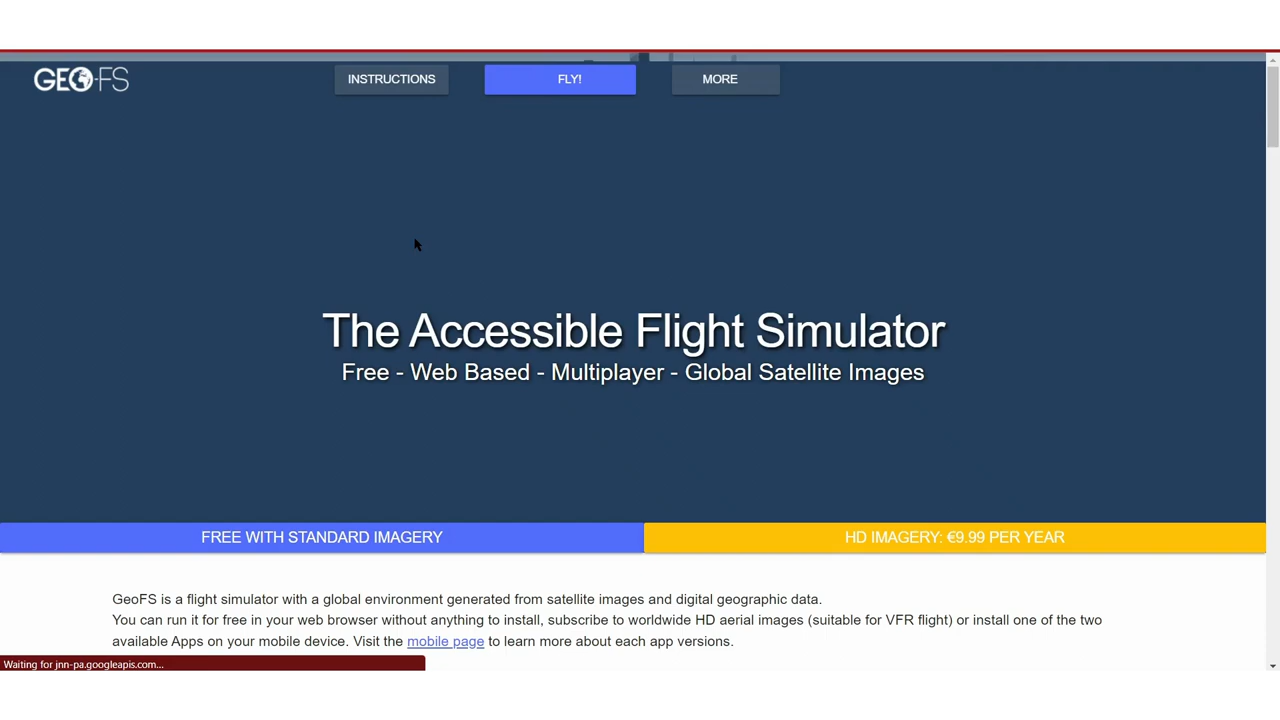 GEO-FS
INSTRUCTIONS
FLY!
MORE
The Accessible Flight Simulator
Free - Web Based - Multiplayer - Global Satellite Images
FREE WITH STANDARD IMAGERY
HD IMAGERY: €9.99 PER YEAR
GeoFS is a flight simulator with a global environment generated from satellite images and digital geographic data.
You can run it for free in your web browser without anything to install, subscribe to worldwide HD aerial images (suitable for VFR flight) or install one of the two
available Apps on your mobile device. Visit the mobile page to learn more about each app versions.
Waiting for jnn-pa.googleapis.com...